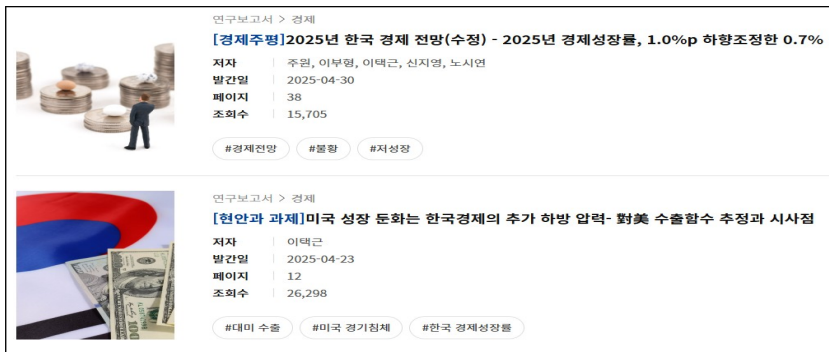 연구보고서 > 경제
[경제주평]2025년 한국 경제 전망(수정) - 2025년 경제성장률, 1.0%p 하향조정한 0.7%
저자 주원, 이부형, 이택근, 신지영, 노시연
발간일 2025-04-30
페이지 38
조회수 15,705
#경제전망 #불황 #저성장
연구보고서 > 경제
[현안과 과제]미국 성장 둔화는 한국경제의 추가 하방 압력- 對美 수출함수 추정과 시사점
저자 이택근
발간일 2025-04-23
페이지 12
조회수 26,298
#대미 수출 #미국 경기침체 #한국 경제성장률
100